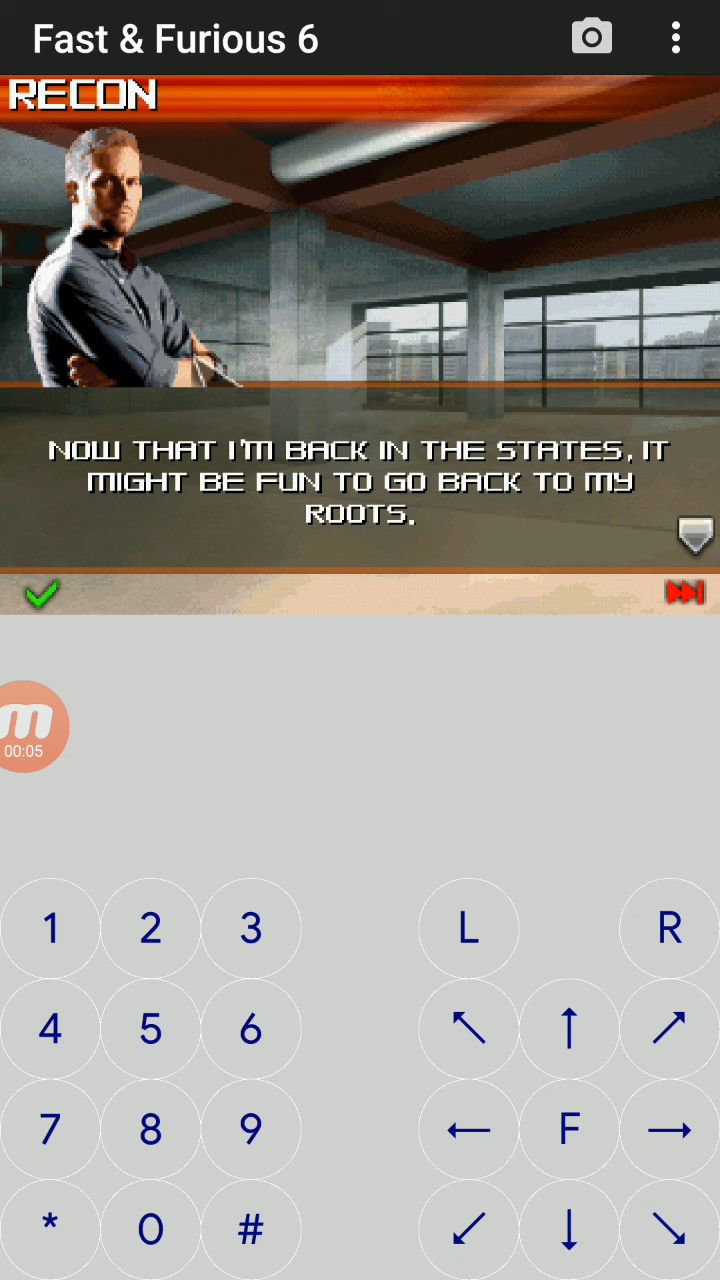 Fast & Furious 6
RECON
NOW THAT I'M BACK IN THE STATES, IT
MIGHT BE FUN TO GO BACK TO MY
ROOTS.
m
00:05
1 2 3 L R
4 5 6 ↖ ↑ ↗
7 8 9 ← F →
* 0 # ↙ ↓ ↘